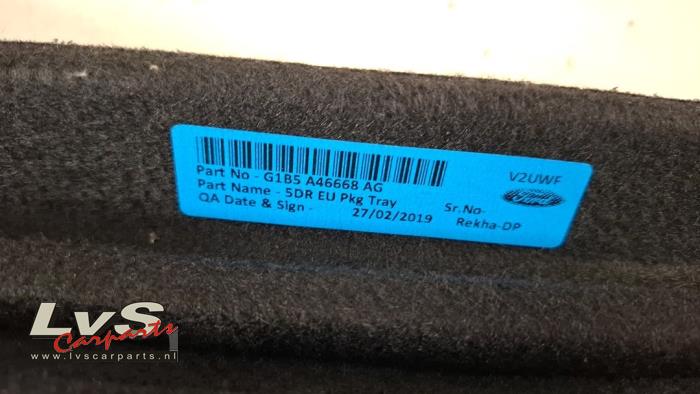 Part No - G1B5 A46668 AG
Part Name - 5DR EU Pkg Tray
QA Date & Sign - 27/02/2019
V2UWF
Ford
Sr.No-
Rekha-DP
LvS
Carparts
www.lvscarparts.nl